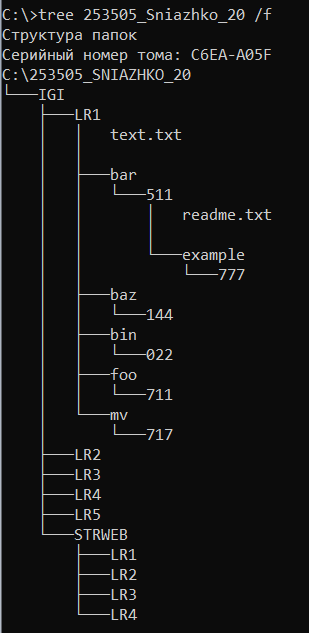 C:\>tree 253505_Sniazhko_20 /f
Структура папок
Серийный номер тома: C6EA-A05F
C:\253505_SNIAZHKO_20
└───IGI
    ├───LR1
    │   │   text.txt
    │   │
    │   ├───bar
    │   │   └───511
    │   │       │   readme.txt
    │   │       │
    │   │       └───example
    │   │           └───777
    │   ├───baz
    │   │   └───144
    │   ├───bin
    │   │   └───022
    │   ├───foo
    │   │   └───711
    │   └───mv
    │       └───717
    ├───LR2
    ├───LR3
    ├───LR4
    ├───LR5
    └───STRWEB
        ├───LR1
        ├───LR2
        ├───LR3
        └───LR4